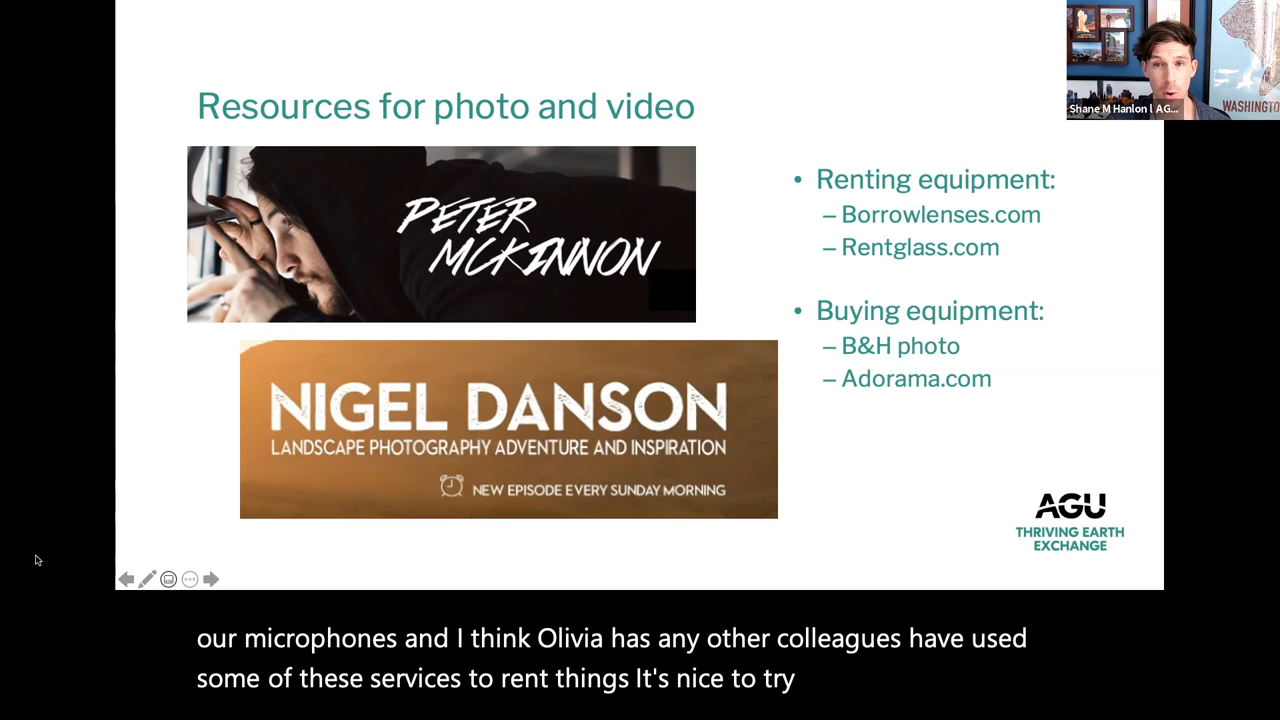 Resources for photo and video
PETER
MCKINNON
NIGEL DANSON
LANDSCAPE PHOTOGRAPHY ADVENTURE AND INSPIRATION
NEW EPISODE EVERY SUNDAY MORNING
• Renting equipment:
– Borrowlenses.com
– Rentglass.com
• Buying equipment:
– B&H photo
– Adorama.com
AGU
THRIVING EARTH
EXCHANGE
WASHINGTO
Shane M Hanlon l AG...
our microphones and I think Olivia has any other colleagues have used
some of these services to rent things It's nice to try